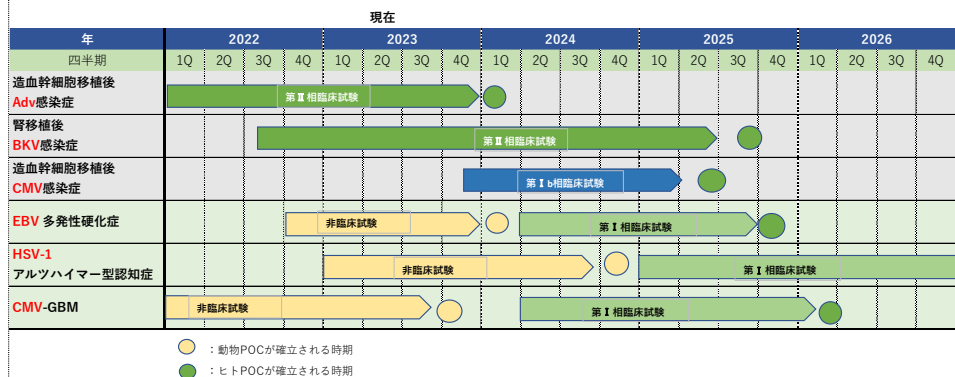 現在
年 2022 2023 2024 2025 2026
四半期 1Q 2Q 3Q 4Q 1Q 2Q 3Q 4Q 1Q 2Q 3Q 4Q 1Q 2Q 3Q 4Q 1Q 2Q 3Q 4Q
造血幹細胞移植後
Adv感染症
第Ⅱ相臨床試験
腎移植後
BKV感染症
第Ⅱ相臨床試験
造血幹細胞移植後
CMV感染症
第Ⅰb相臨床試験
EBV 多発性硬化症
非臨床試験 第Ⅰ相臨床試験
HSV-1
アルツハイマー型認知症
非臨床試験 第Ⅰ相臨床試験
CMV-GBM
非臨床試験 第Ⅰ相臨床試験
：動物POCが確立される時期
：ヒトPOCが確立される時期